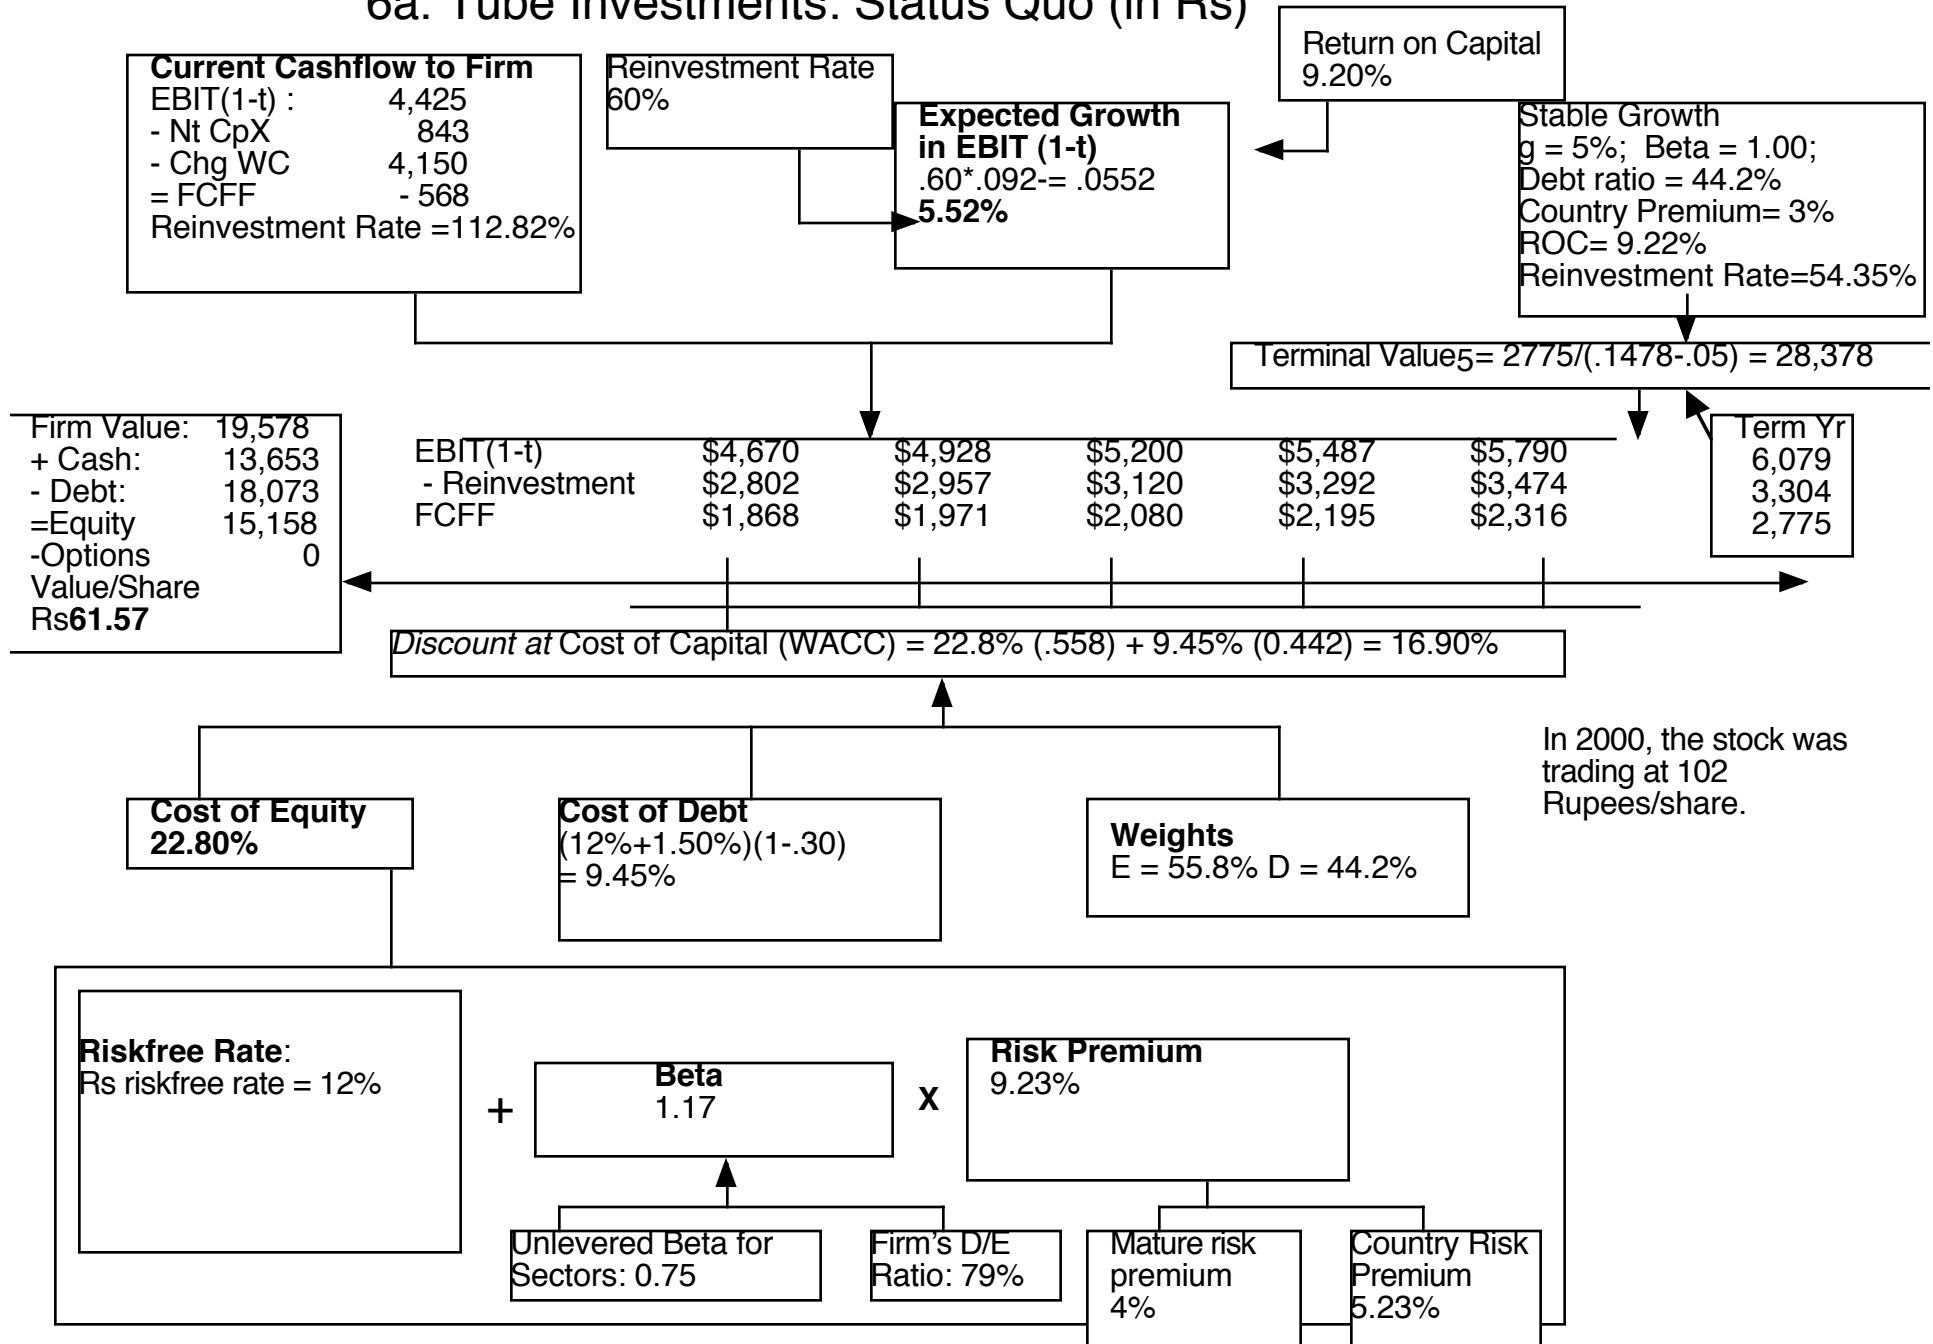 6a. Tube Investments: Status Quo (in Rs)
Return on Capital
9.20%
Current Cashflow to Firm
EBIT(1-t) : 4,425
- Nt CpX 843
- Chg WC 4,150
= FCFF - 568
Reinvestment Rate =112.82%
Reinvestment Rate
60%
Expected Growth
in EBIT (1-t)
.60*.092-= .0552
5.52%
Stable Growth
g = 5%; Beta = 1.00;
Debt ratio = 44.2%
Country Premium= 3%
ROC= 9.22%
Reinvestment Rate=54.35%
Terminal Value5= 2775/(.1478-.05) = 28,378
Firm Value: 19,578
+ Cash: 13,653
- Debt: 18,073
=Equity 15,158
-Options 0
Value/Share
Rs61.57
EBIT(1-t) $4,670 $4,928 $5,200 $5,487 $5,790
- Reinvestment $2,802 $2,957 $3,120 $3,292 $3,474
FCFF $1,868 $1,971 $2,080 $2,195 $2,316
Term Yr
6,079
3,304
2,775
Discount at Cost of Capital (WACC) = 22.8% (.558) + 9.45% (0.442) = 16.90%
In 2000, the stock was
trading at 102
Rupees/share.
Cost of Equity
22.80%
Cost of Debt
(12%+1.50%)(1-.30)
= 9.45%
Weights
E = 55.8% D = 44.2%
Riskfree Rate:
Rs riskfree rate = 12%
+
Beta
1.17
X
Risk Premium
9.23%
Unlevered Beta for
Sectors: 0.75
Firm's D/E
Ratio: 79%
Mature risk
premium
4%
Country Risk
Premium
5.23%